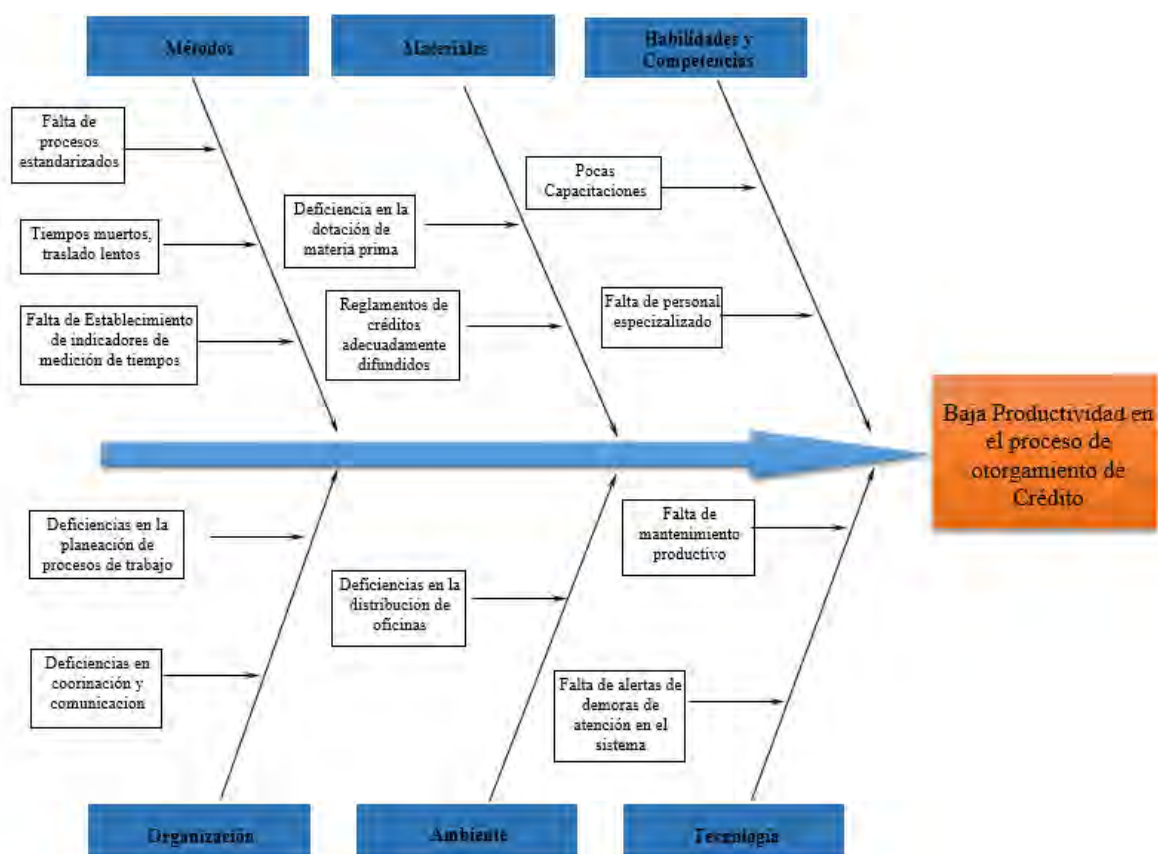 Métodos
Materiales
Habilidades y
Competencias
Falta de
procesos
estandarizados
Tiempos muertos,
traslado lentos
Falta de Establecimiento
de indicadores de
medición de tiempos
Deficiencia en la
dotación de
materia prima
Reglamentos de
créditos
adecuadamente
difundidos
Pocas
Capacitaciones
Falta de personal
especizalizado
Baja Productividad en
el proceso de
otorgamiento de
Crédito
Deficiencias en la
planeación de
procesos de trabajo
Deficiencias en
coorinación y
comunicacion
Deficiencias en la
distribución de
oficinas
Falta de
mantenimiento
productivo
Falta de alertas de
demoras de
atención en el
sistema
Organización
Ambiente
Tecnología